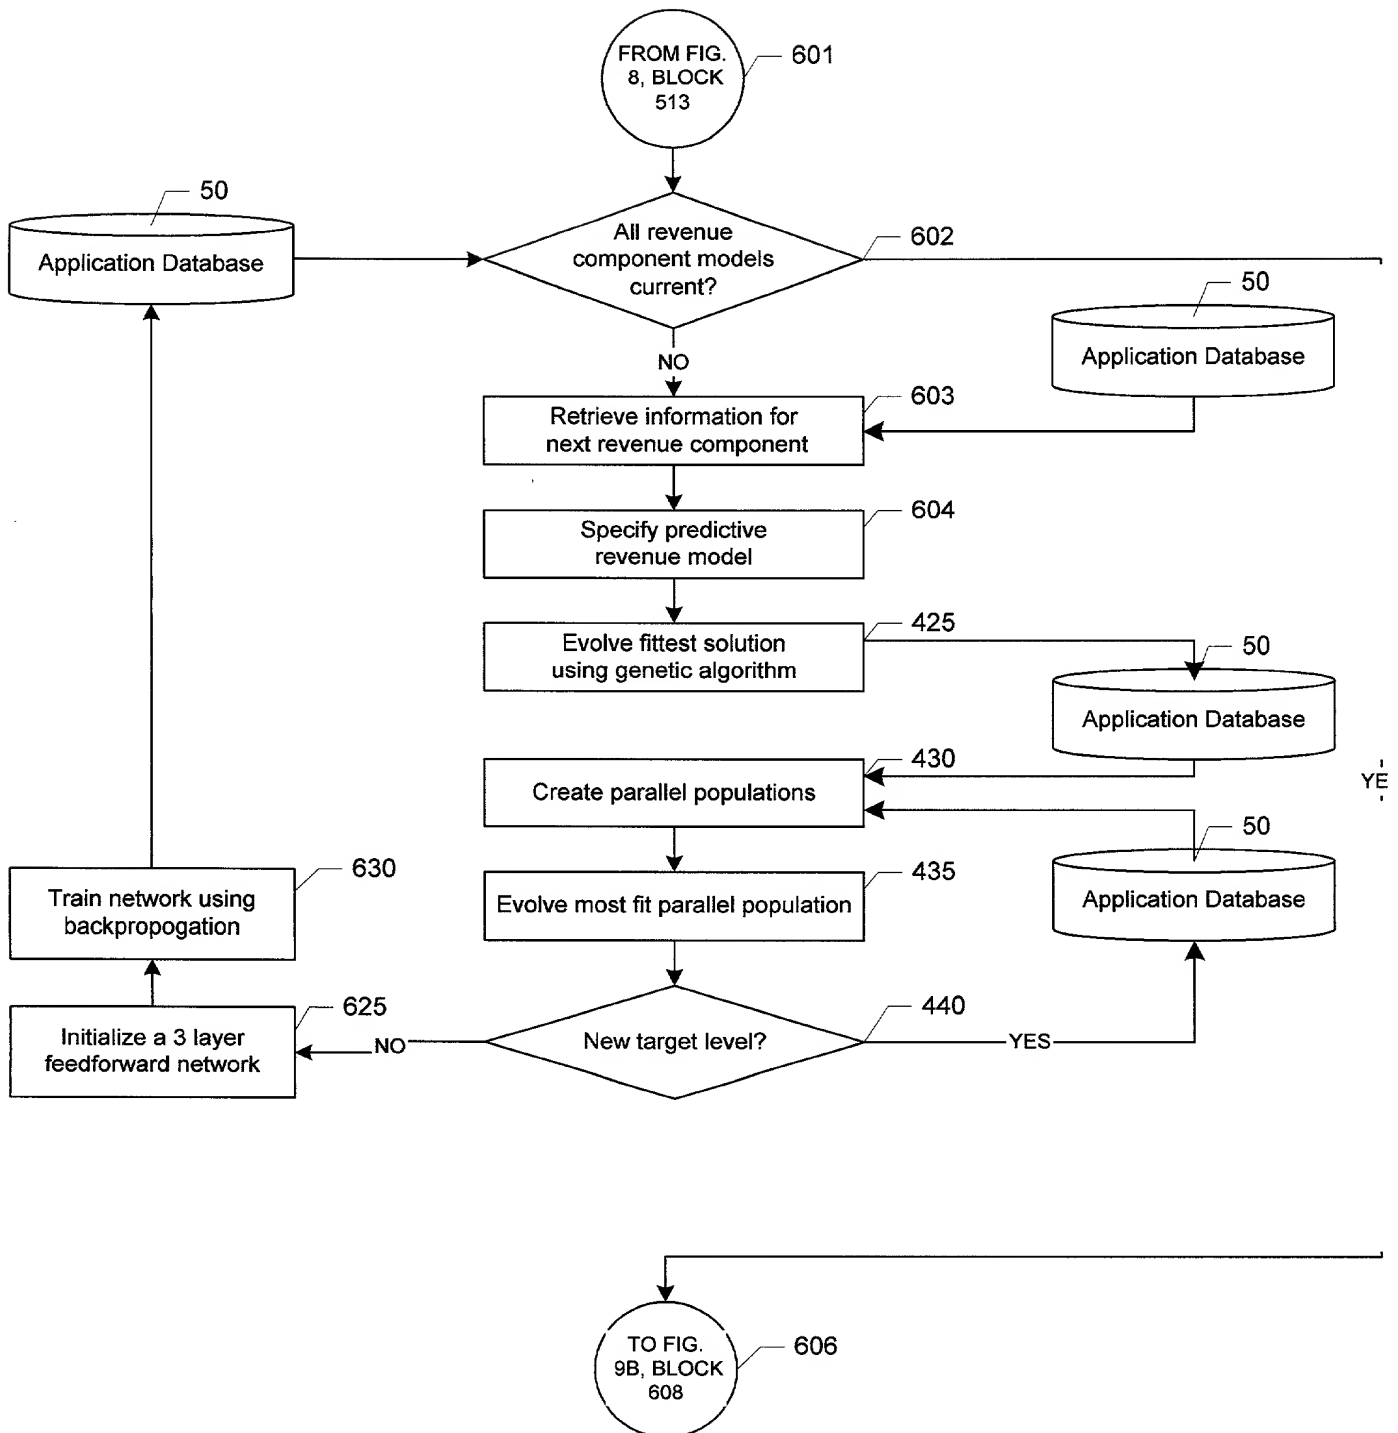 FROM FIG.
8, BLOCK
513
601
50
Application Database
All revenue
component models
current?
602
50
Application Database
NO
603
Retrieve information for
next revenue component
604
Specify predictive
revenue model
425
Evolve fittest solution
using genetic algorithm
50
Application Database
430
Create parallel populations
YE
50
Application Database
630
Train network using
backpropogation
435
Evolve most fit parallel population
625
Initialize a 3 layer
feedforward network
NO
New target level?
440
YES
TO FIG.
9B, BLOCK
608
606